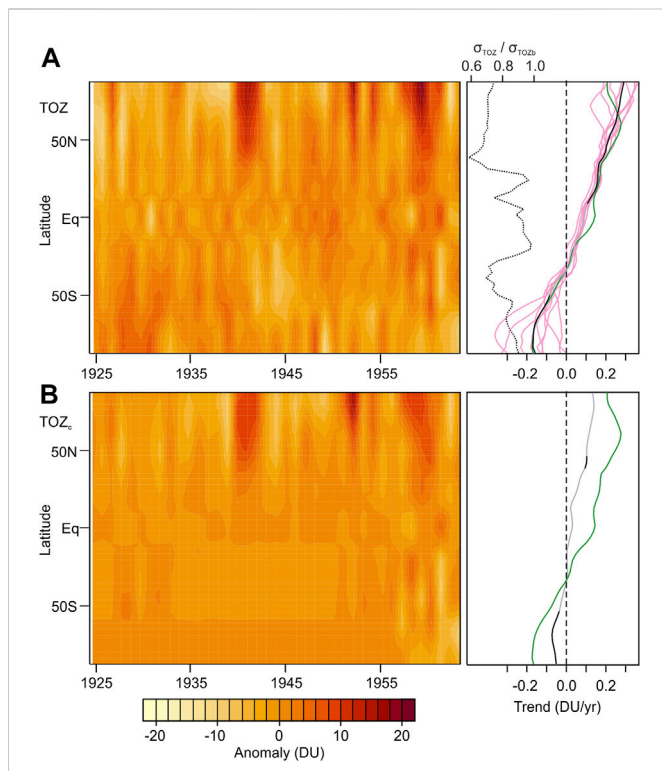 A
σTOZ / σTOZb
0.6 0.8 1.0
TOZ
50N
Eq
50S
Latitude
1925 1935 1945 1955
-0.2 0.0 0.2
B
TOZc
50N
Eq
50S
Latitude
1925 1935 1945 1955
-0.2 0.0 0.2
Trend (DU/yr)
-20 -10 0 10 20
Anomaly (DU)